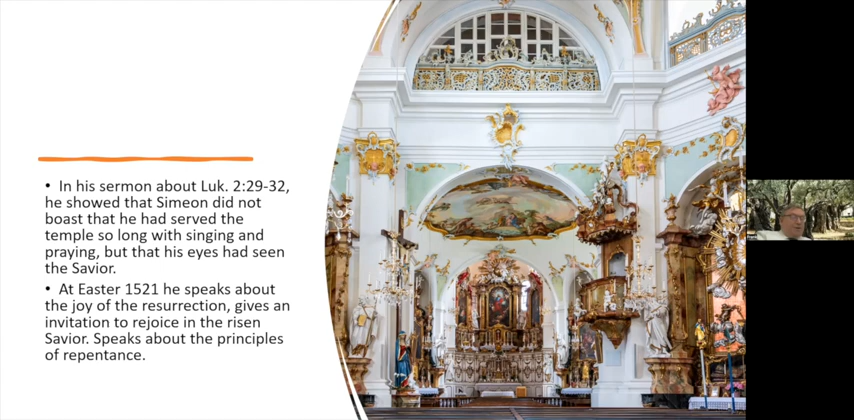 • In his sermon about Luk. 2:29-32,
he showed that Simeon did not
boast that he had served the
temple so long with singing and
praying, but that his eyes had seen
the Savior.
• At Easter 1521 he speaks about
the joy of the resurrection, gives an
invitation to rejoice in the risen
Savior. Speaks about the principles
of repentance.